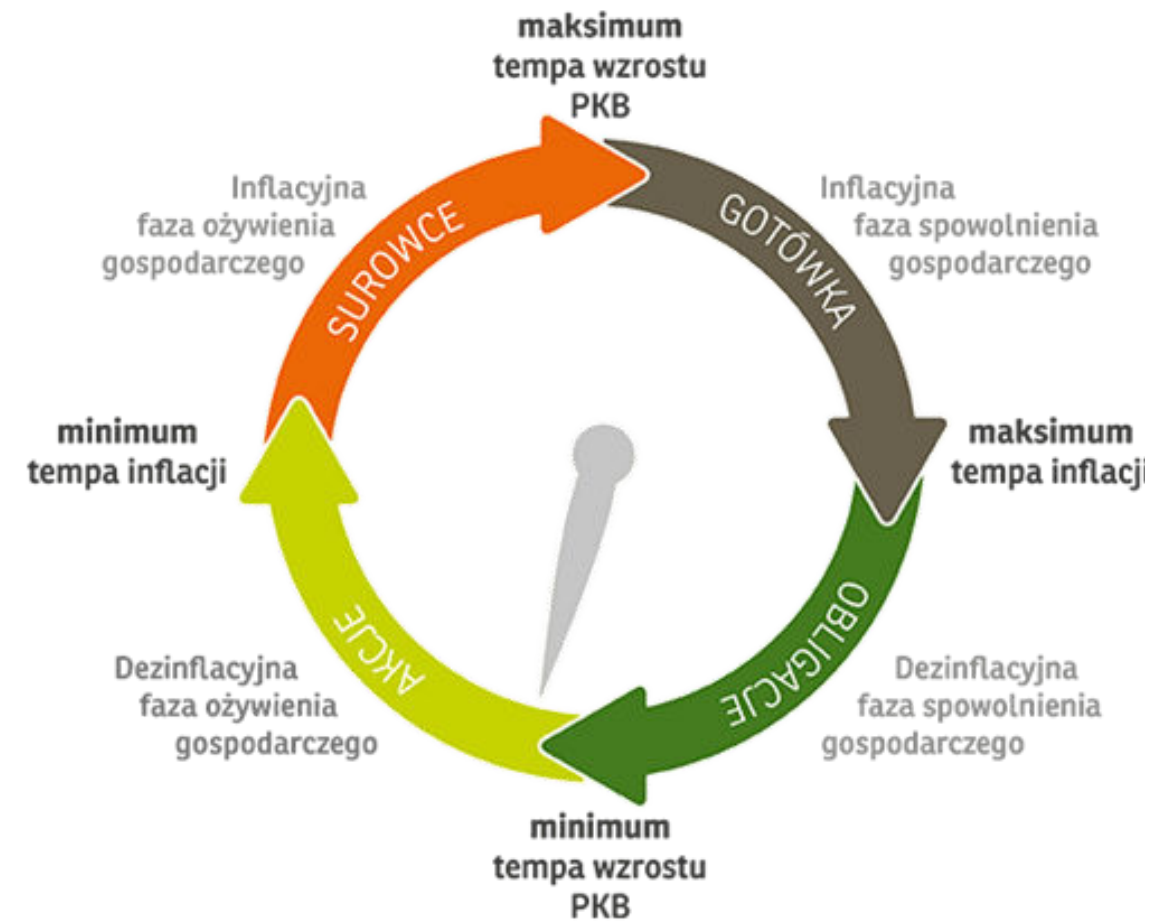 maksimum
tempa wzrostu
PKB
Inflacyjna
faza ożywienia
gospodarczego
SUROWCE
GOTÓWKA
Inflacyjna
faza spowolnienia
gospodarczego
minimum
tempa inflacji
maksimum
tempa inflacji
Dezinflacyjna
faza ożywienia
gospodarczego
AKCJE
OBLIGACJE
Dezinflacyjna
faza spowolnienia
gospodarczego
minimum
tempa wzrostu
PKB